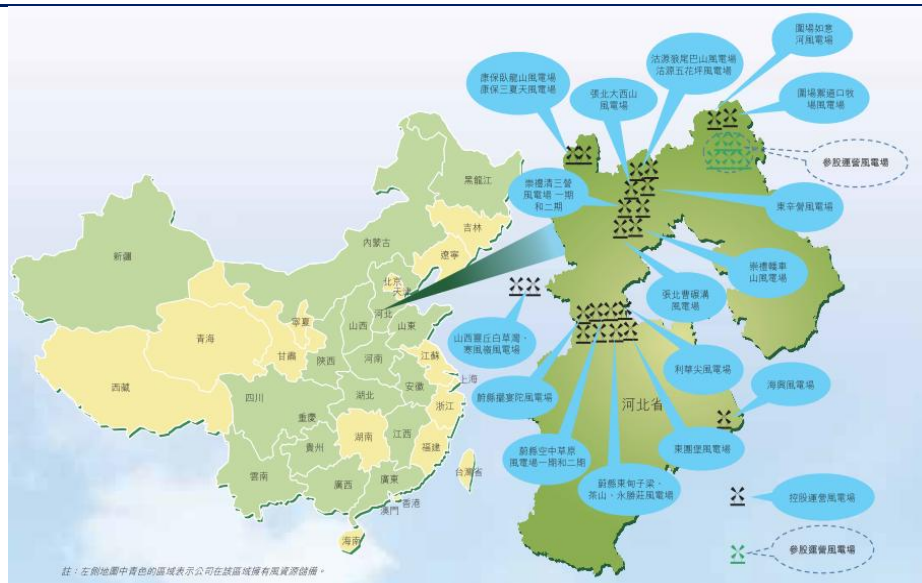 圍場如意
河風電場
沽源狼尾巴山風電場
沽源五花坪風電場
康保臥龍山風電場
康保三夏天風電場
張北大西山
風電場
圍場禦道口牧
場風電場
參股運營風電場
崇禮清三營
風電場 一期
和二期
東辛營風電場
崇禮轎車
山風電場
張北曹碾溝
風電場
山西靈丘白草灣、
寒風嶺風電場
利華尖風電場
海興風電場
蔚縣擺宴陀風電場
河北省
東團堡風電場
蔚縣空中草原
風電場一期和二期
蔚縣東甸子梁、
茶山、永勝莊風電場
控股運營風電場
參股運營風電場
黑龍江
吉林
遼寧
內蒙古
新疆
北京
天津
河北
山西
山東
寧夏
青海
甘肅
陝西
河南
江蘇
安徽
上海
西藏
四川
重慶
湖北
浙江
湖南
江西
貴州
福建
雲南
廣西
廣東
台灣省
香港
澳門
海南
註：左側地圖中青色的區域表示公司在該區域擁有風資源儲備。